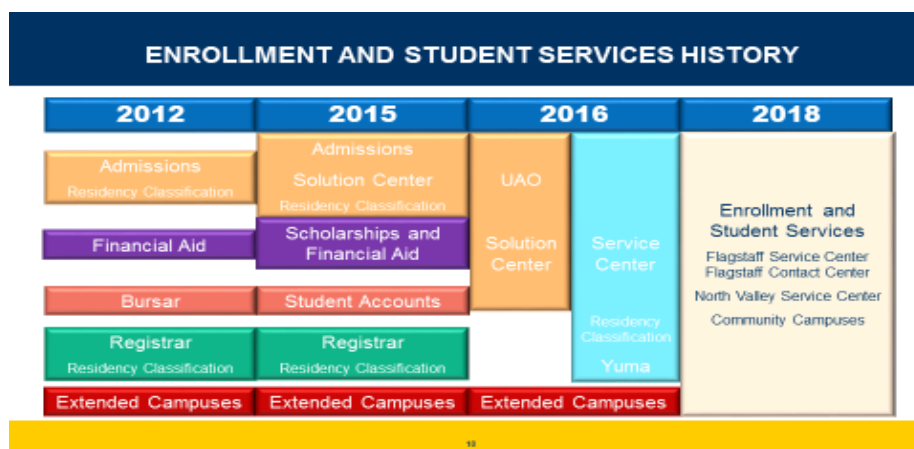 ENROLLMENT AND STUDENT SERVICES HISTORY
2012
2015
2016
2018
Admissions
Residency Classification
Financial Aid
Bursar
Registrar
Residency Classification
Extended Campuses
Admissions
Solution Center
Residency Classification
Scholarships and
Financial Aid
Student Accounts
Registrar
Residency Classification
Extended Campuses
UAO
Solution
Center
Service
Center
Residency
Classification
Yuma
Extended Campuses
Enrollment and
Student Services
Flagstaff Service Center
Flagstaff Contact Center
North Valley Service Center
Community Campuses